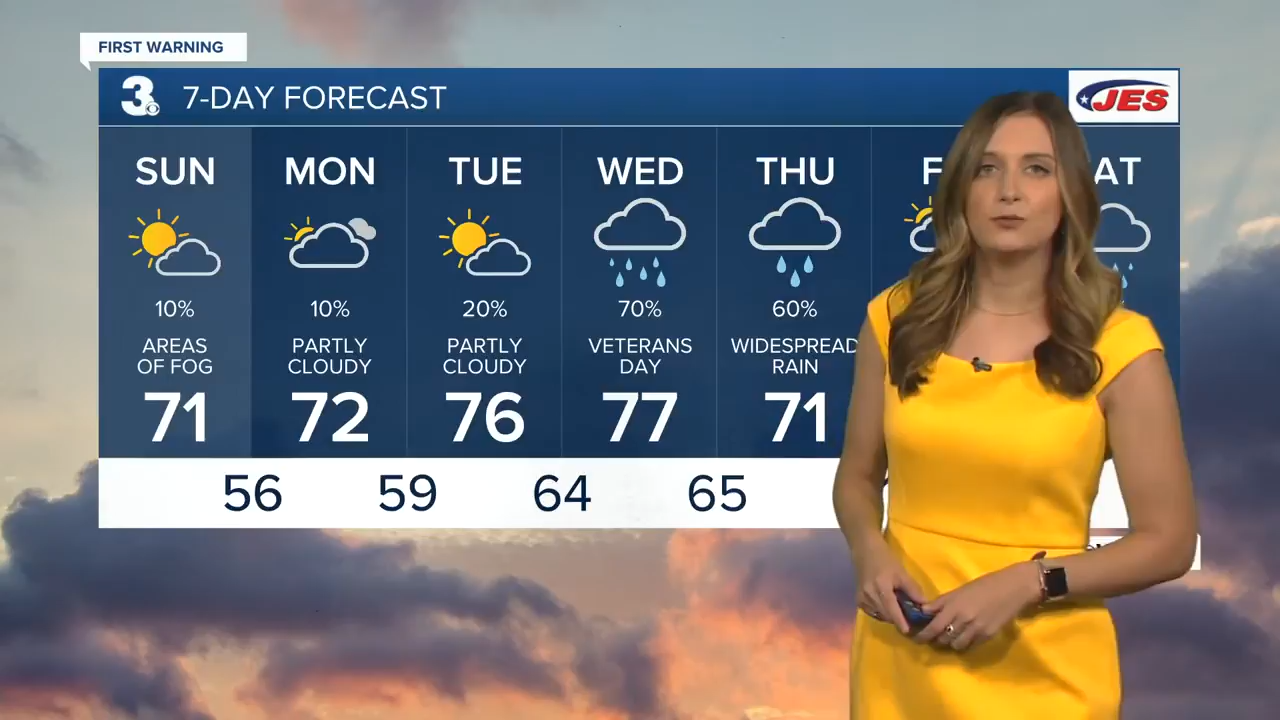 FIRST WARNING
3
7-DAY FORECAST
JES
SUN
MON
TUE
WED
THU
10%
10%
20%
70%
60%
AREAS
OF FOG
PARTLY
CLOUDY
PARTLY
CLOUDY
VETERANS
DAY
WIDESPREAD
RAIN
71
72
76
77
71
56
59
64
65